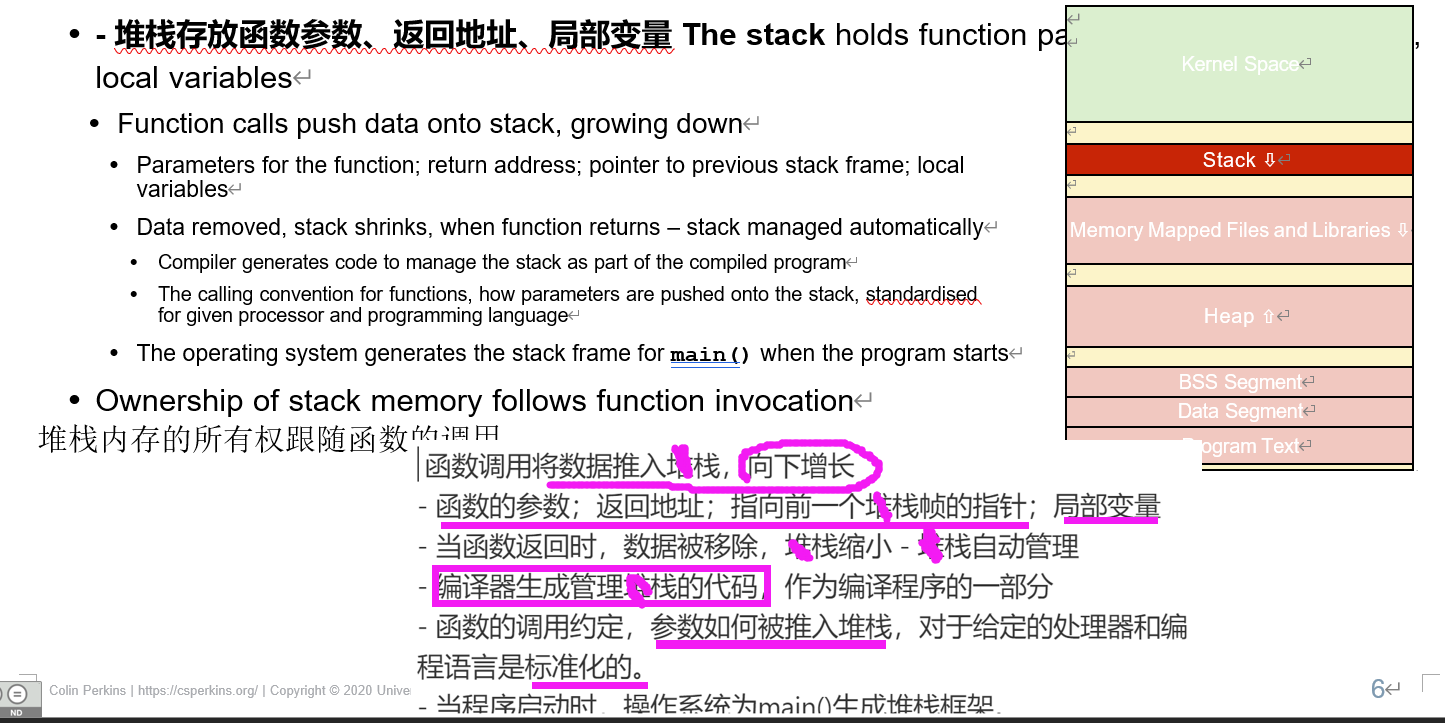 - 堆栈存放函数参数、返回地址、局部变量 The stack holds function pa
,
local variables
Function calls push data onto stack, growing down
Parameters for the function; return address; pointer to previous stack frame; local
variables
Data removed, stack shrinks, when function returns – stack managed automatically
Compiler generates code to manage the stack as part of the compiled program
The calling convention for functions, how parameters are pushed onto the stack, standardised
for given processor and programming language
The operating system generates the stack frame for main() when the program starts
Ownership of stack memory follows function invocation
堆栈内存的所有权跟随函数的调用
函数调用将数据推入堆栈，向下增长
- 函数的参数；返回地址；指向前一个堆栈帧的指针；局部变量
- 当函数返回时，数据被移除，堆栈缩小 - 堆栈自动管理
- 编译器生成管理堆栈的代码，作为编译程序的一部分
- 函数的调用约定，参数如何被推入堆栈，对于给定的处理器和编
程语言是标准化的。
- 当程序启动时，操作系统为main()生成堆栈框架。
Kernel Space
Stack ⇩
Memory Mapped Files and Libraries ⇩
Heap ⇧
BSS Segment
Data Segment
rogram Text
ND
Colin Perkins | https://csperkins.org/ | Copyright © 2020 Unive
6